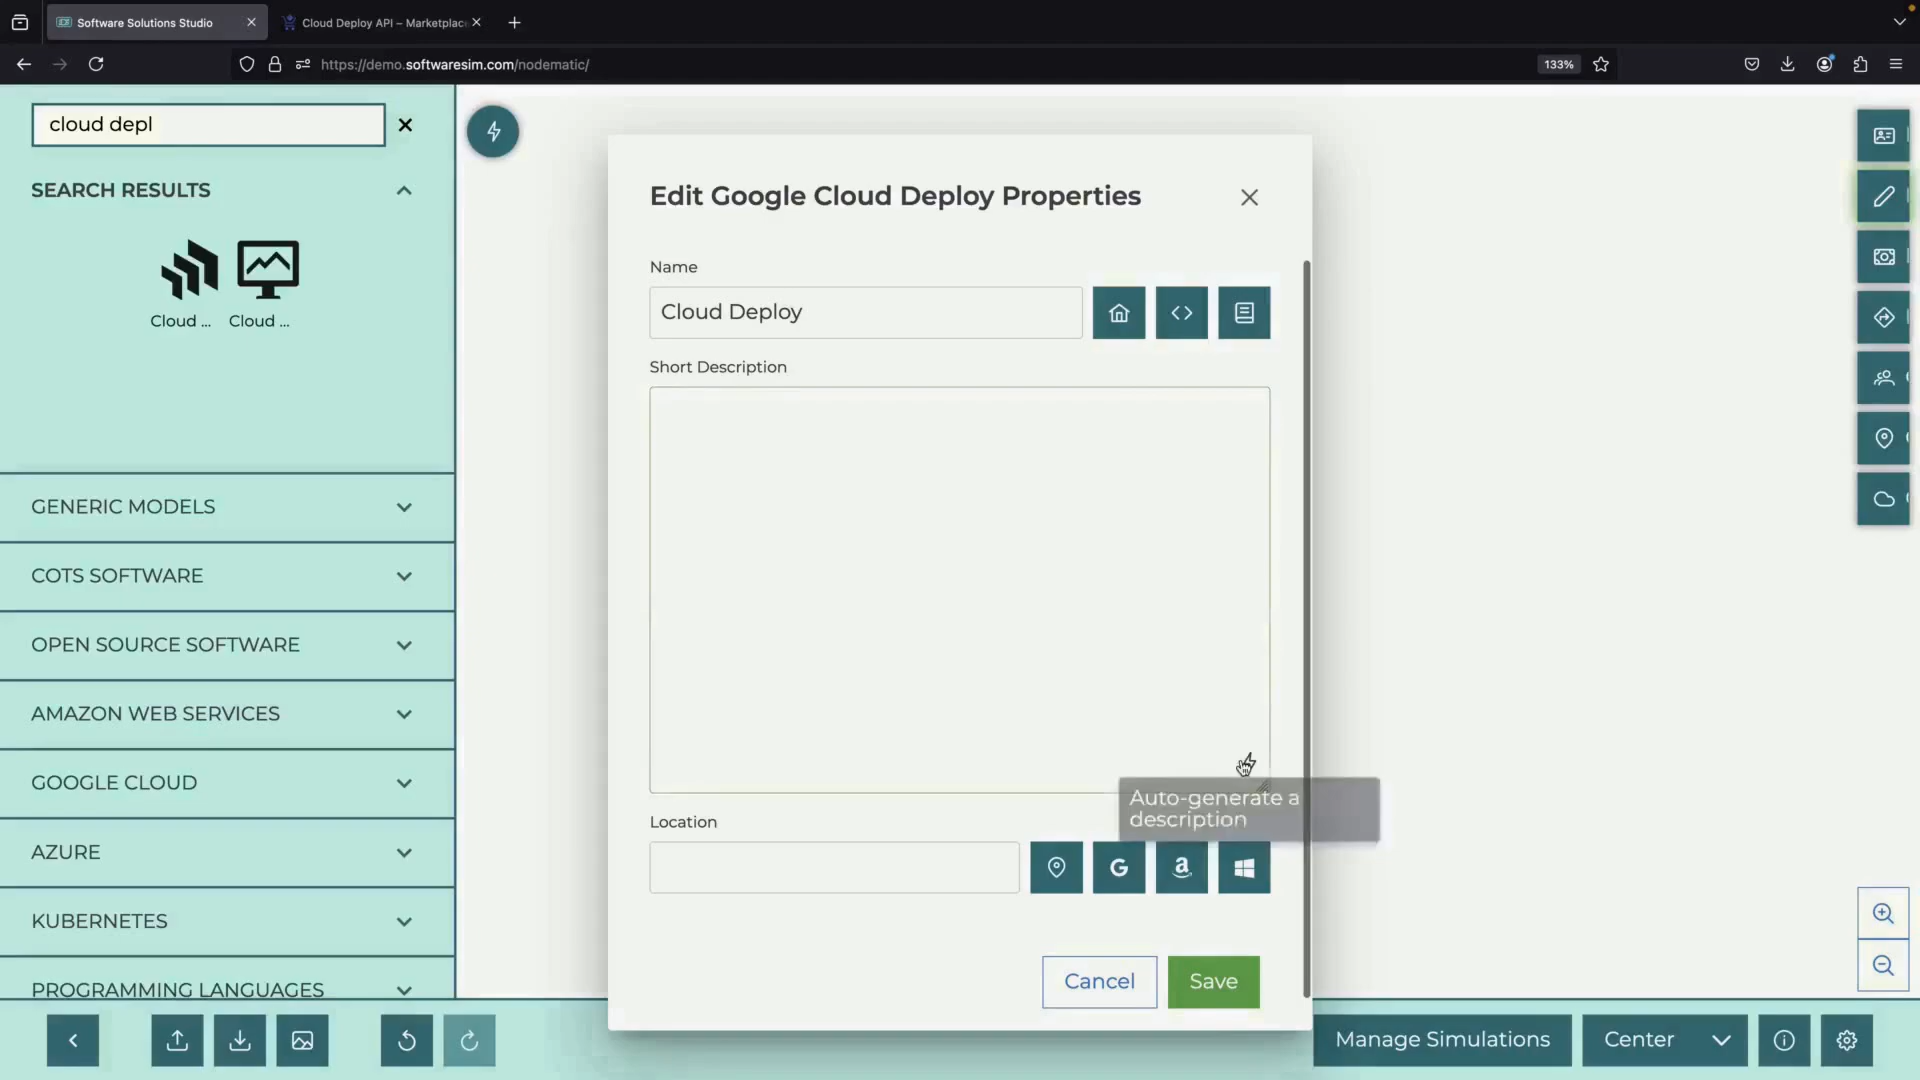 Software Solutions Studio
Cloud Deploy API – Marketplac
https://demo.softwaresim.com/nodematic/
133%
cloud depl
SEARCH RESULTS
Cloud ...
Cloud ...
GENERIC MODELS
COTS SOFTWARE
OPEN SOURCE SOFTWARE
AMAZON WEB SERVICES
GOOGLE CLOUD
AZURE
KUBERNETES
PROGRAMMING LANGUAGES
Edit Google Cloud Deploy Properties
Name
Cloud Deploy
Short Description
Auto-generate a
description
Location
Cancel
Save
Manage Simulations
Center